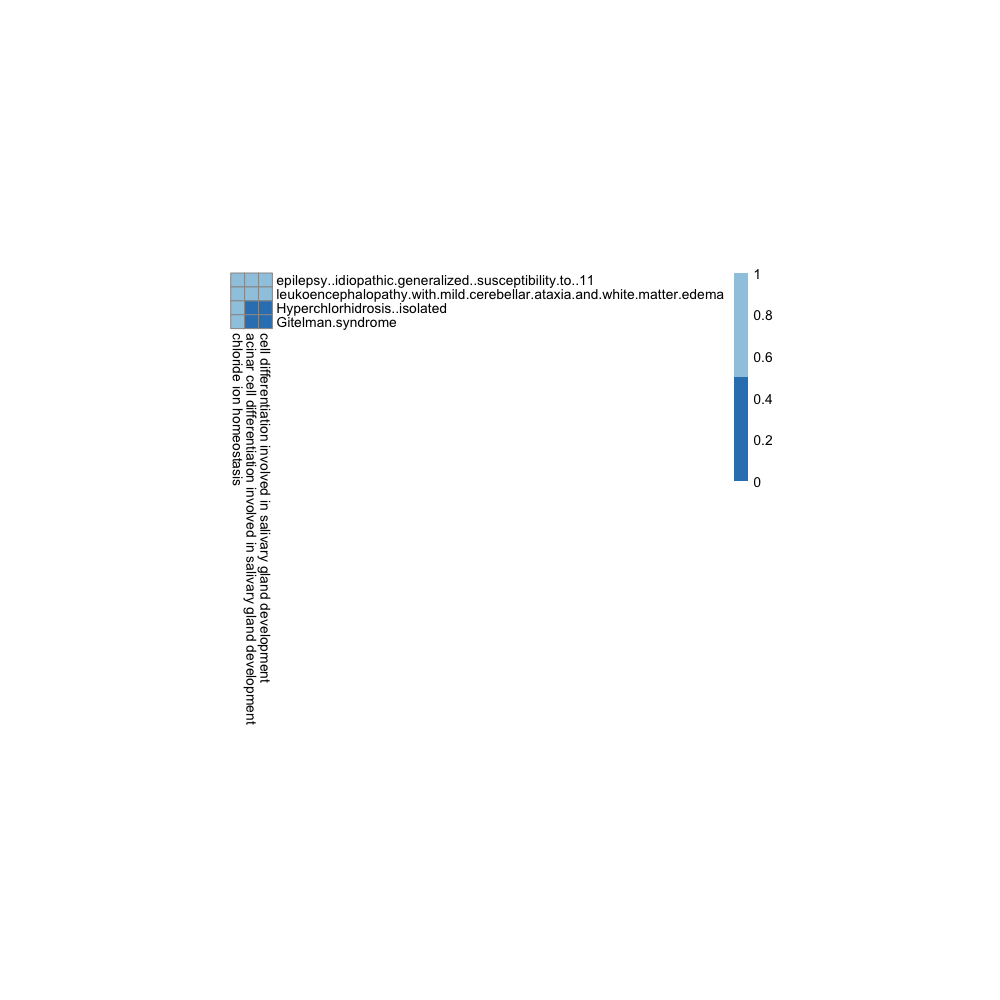 epilepsy..idiopathic.generalized..susceptibility.to..11
leukoencephalopathy.with.mild.cerebellar.ataxia.and.white.matter.edema
Hyperchlorhidrosis..isolated
Gitelman.syndrome
chloride ion homeostasis
acinar cell differentiation involved in salivary gland development
cell differentiation involved in salivary gland development
1
0.8
0.6
0.4
0.2
0